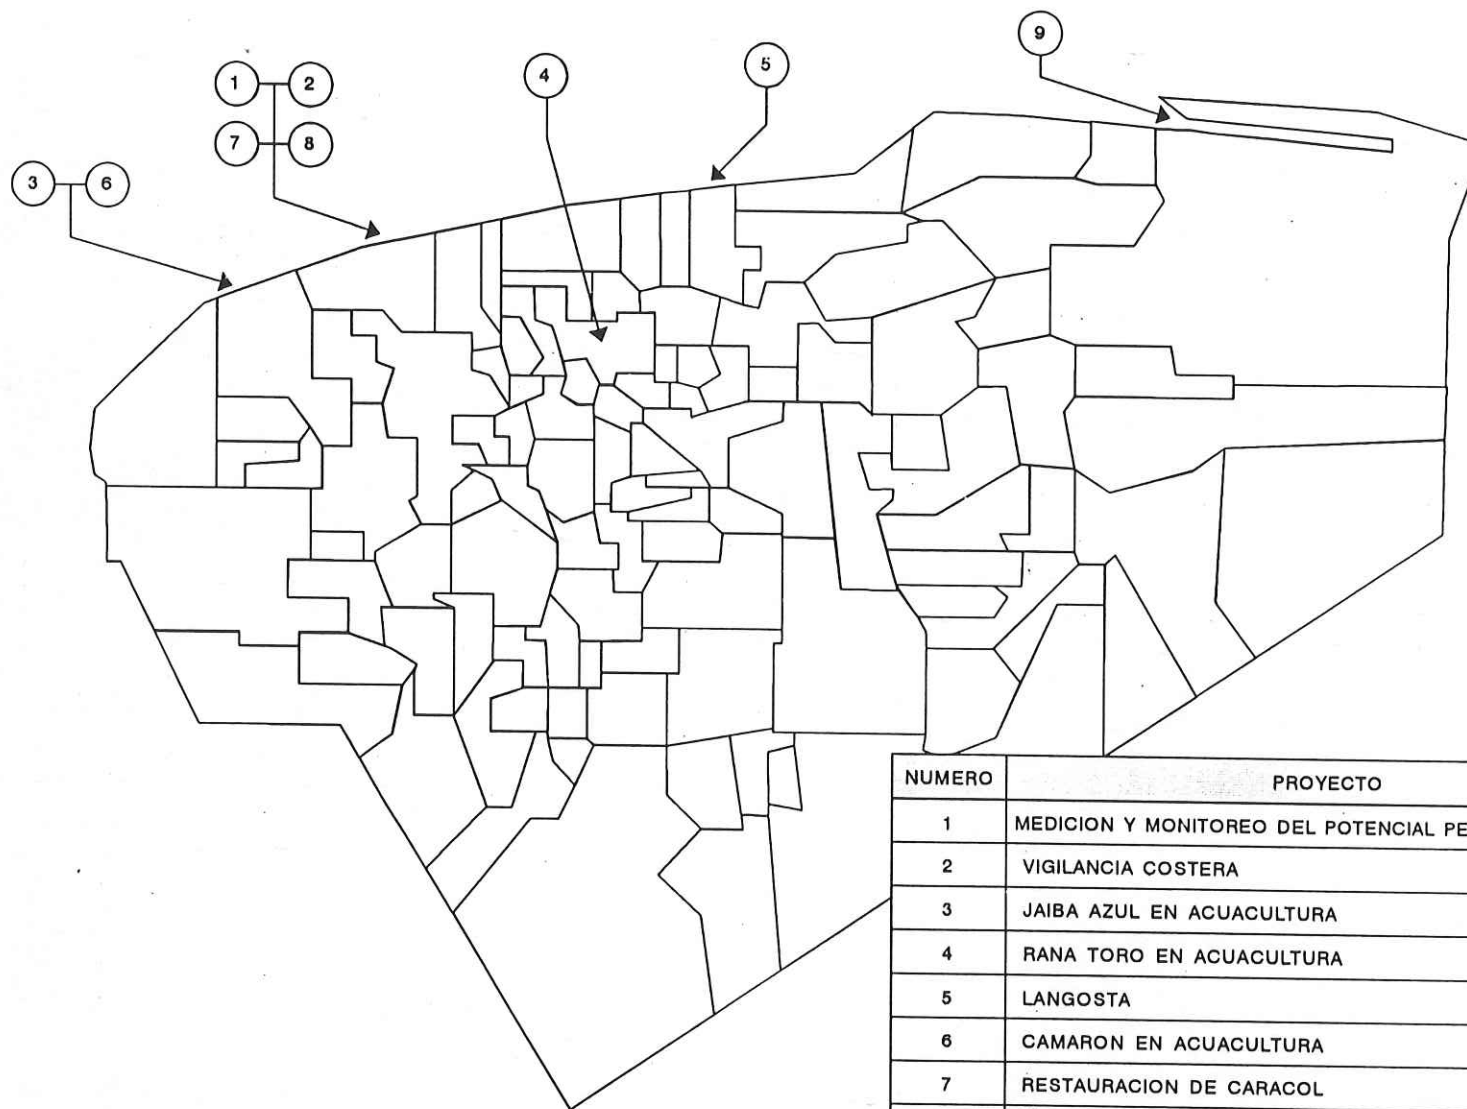 9
5
4
1 2
7 8
3 6
NUMERO PROYECTO
1 MEDICION Y MONITOREO DEL POTENCIAL PE
2 VIGILANCIA COSTERA
3 JAIBA AZUL EN ACUACULTURA
4 RANA TORO EN ACUACULTURA
5 LANGOSTA
6 CAMARON EN ACUACULTURA
7 RESTAURACION DE CARACOL